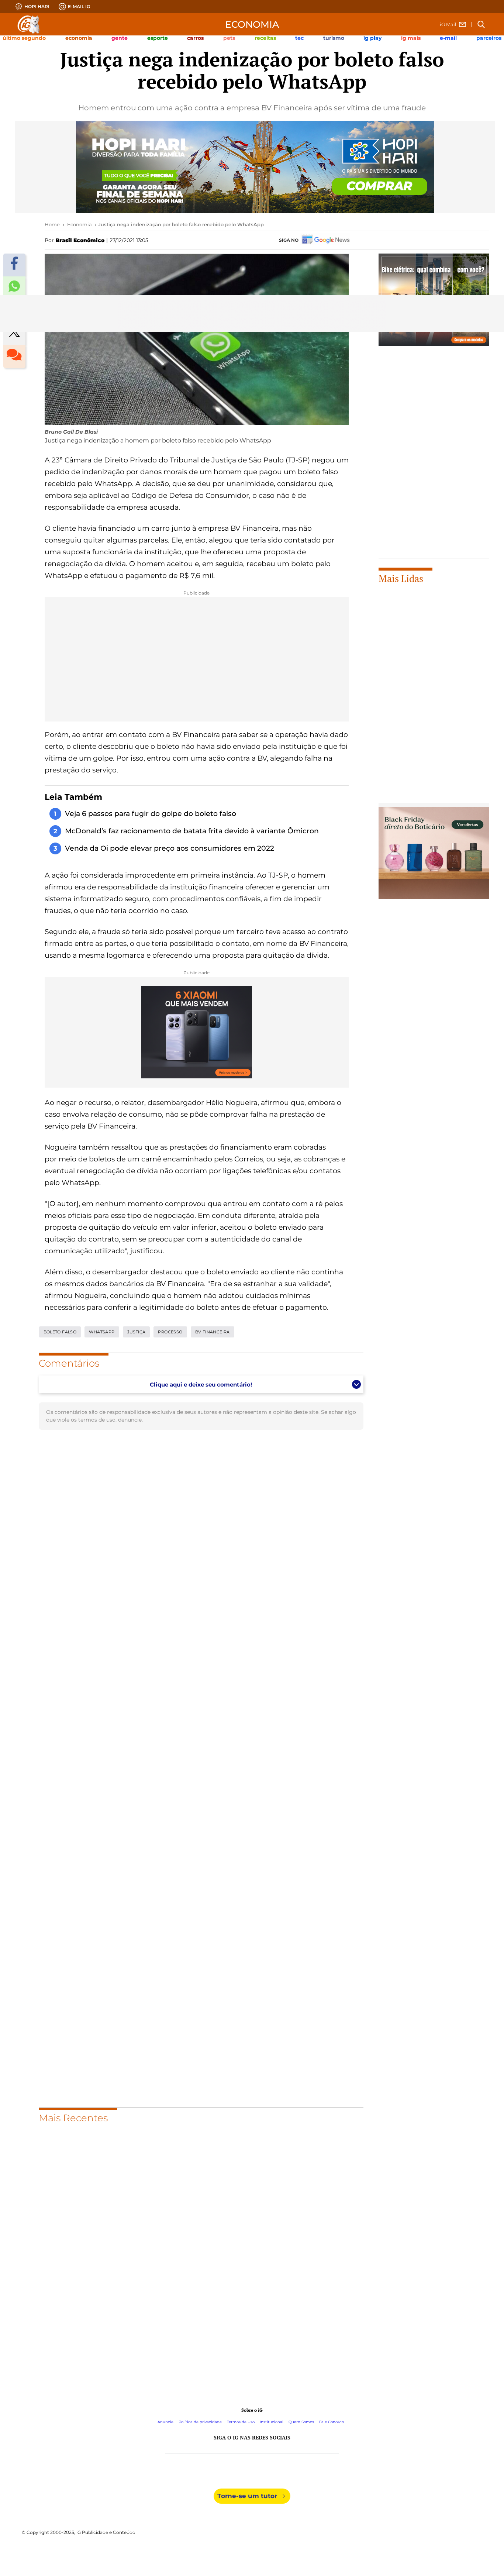 HOPI HARI
E-MAIL IG
iG
ECONOMIA
iG Mail
último segundo
economia
gente
esporte
carros
pets
receitas
tec
turismo
ig play
ig mais
e-mail
parceiros
Justiça nega indenização por boleto falso
recebido pelo WhatsApp
Homem entrou com uma ação contra a empresa BV Financeira após ser vítima de uma fraude
HOPI HARI
DIVERSÃO PARA TODA FAMÍLIA
TUDO O QUE VOCÊ PRECISA!
GARANTA AGORA SEU
FINAL DE SEMANA
NOS CANAIS OFICIAIS DO HOPI HARI
HOPI
HARI
O PAÍS MAIS DIVERTIDO DO MUNDO!
COMPRAR
Home
Economia
Justiça nega indenização por boleto falso recebido pelo WhatsApp
Por Brasil Econômico | 27/12/2021 13:05
SIGA NO
Google News
Bike elétrica: qual combina com você?
WhatsApp
Compare os modelos
Bruno Gall De Blasi
Justiça nega indenização a homem por boleto falso recebido pelo WhatsApp
A 23ª Câmara de Direito Privado do Tribunal de Justiça de São Paulo (TJ-SP) negou um
pedido de indenização por danos morais de um homem que pagou um boleto falso
recebido pelo WhatsApp. A decisão, que se deu por unanimidade, considerou que,
embora seja aplicável ao Código de Defesa do Consumidor, o caso não é de
responsabilidade da empresa acusada.
O cliente havia financiado um carro junto à empresa BV Financeira, mas não
conseguiu quitar algumas parcelas. Ele, então, alegou que teria sido contatado por
uma suposta funcionária da instituição, que lhe ofereceu uma proposta de
renegociação da dívida. O homem aceitou e, em seguida, recebeu um boleto pelo
WhatsApp e efetuou o pagamento de R$ 7,6 mil.
Mais Lidas
Publicidade
Porém, ao entrar em contato com a BV Financeira para saber se a operação havia dado
certo, o cliente descobriu que o boleto não havia sido enviado pela instituição e que foi
vítima de um golpe. Por isso, entrou com uma ação contra a BV, alegando falha na
prestação do serviço.
Leia Também
1 Veja 6 passos para fugir do golpe do boleto falso
2 McDonald’s faz racionamento de batata frita devido à variante Ômicron
3 Venda da Oi pode elevar preço aos consumidores em 2022
Black Friday
direto do Boticário
Ver ofertas
A ação foi considerada improcedente em primeira instância. Ao TJ-SP, o homem
afirmou era de responsabilidade da instituição financeira oferecer e gerenciar um
sistema informatizado seguro, com procedimentos confiáveis, a fim de impedir
fraudes, o que não teria ocorrido no caso.
Segundo ele, a fraude só teria sido possível porque um terceiro teve acesso ao contrato
firmado entre as partes, o que teria possibilitado o contato, em nome da BV Financeira,
usando a mesma logomarca e oferecendo uma proposta para quitação da dívida.
Publicidade
6 XIAOMI
QUE MAIS VENDEM
Ao negar o recurso, o relator, desembargador Hélio Nogueira, afirmou que, embora o
caso envolva relação de consumo, não se pôde comprovar falha na prestação de
serviço pela BV Financeira.
Nogueira também ressaltou que as prestações do financiamento eram cobradas
por meio de boletos de um carnê encaminhado pelos Correios, ou seja, as cobranças e
eventual renegociação de dívida não ocorriam por ligações telefônicas e/ou contatos
pelo WhatsApp.
"[O autor], em nenhum momento comprovou que entrou em contato com a ré pelos
meios oficiais para esse tipo de negociação. Em conduta diferente, atraída pela
proposta de quitação do veículo em valor inferior, aceitou o boleto enviado para
quitação do contrato, sem se preocupar com a autenticidade do canal de
comunicação utilizado", justificou.
Além disso, o desembargador destacou que o boleto enviado ao cliente não continha
os mesmos dados bancários da BV Financeira. "Era de se estranhar a sua validade",
afirmou Nogueira, concluindo que o homem não adotou cuidados mínimos
necessários para conferir a legitimidade do boleto antes de efetuar o pagamento.
BOLETO FALSO
WHATSAPP
JUSTIÇA
PROCESSO
BV FINANCEIRA
Comentários
Clique aqui e deixe seu comentário!
Os comentários são de responsabilidade exclusiva de seus autores e não representam a opinião deste site. Se achar algo
que viole os termos de uso, denuncie.
Mais Recentes
Sobre o iG
Anuncie
Política de privacidade
Termos de Uso
Institucional
Quem Somos
Fale Conosco
SIGA O IG NAS REDES SOCIAIS
Torne-se um tutor →
© Copyright 2000-2025, iG Publicidade e Conteúdo